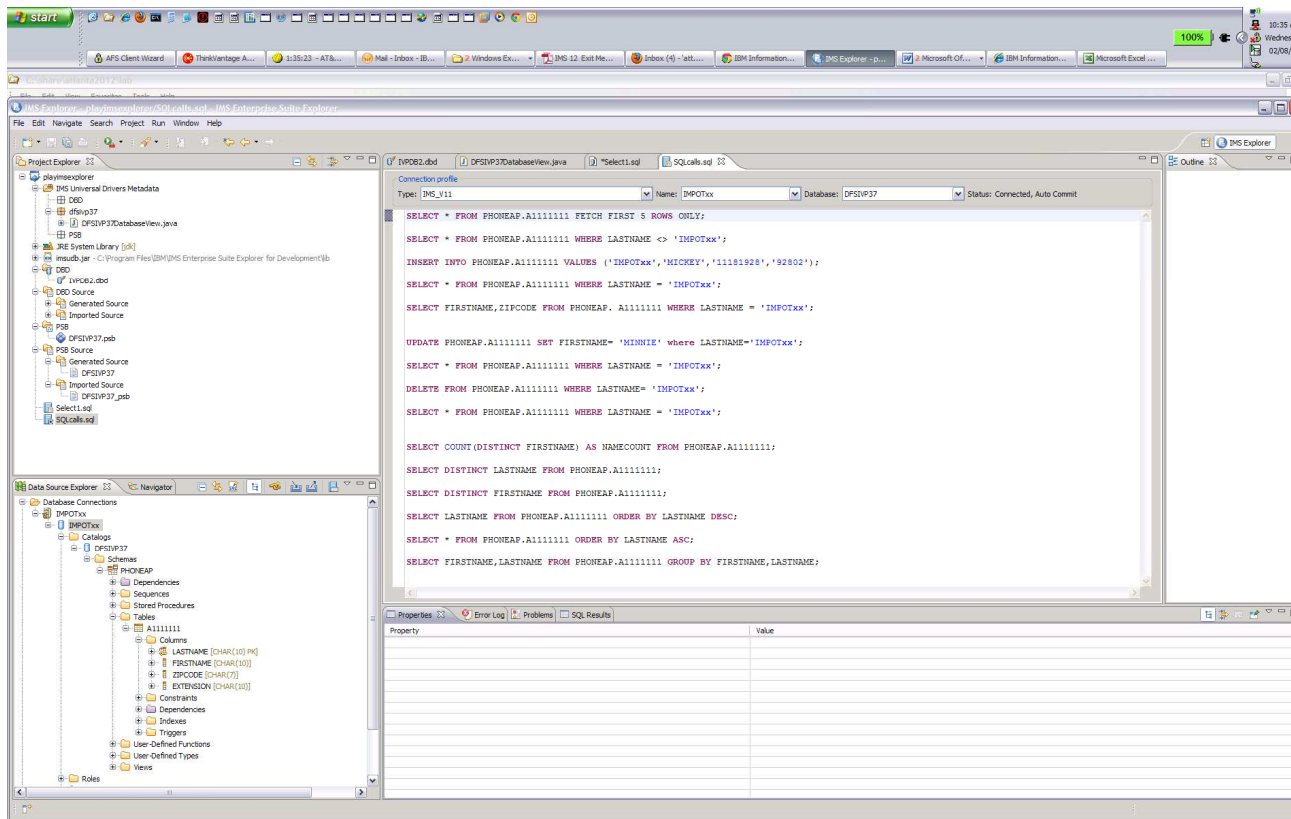 start
10:35
100%
Wednes
02/08/
AFS Client Wizard
ThinkVantage A...
1:35:23 - AT&...
Mail - Inbox - IB...
2 Windows Ex...
IMS 12 Exit Me...
Inbox (4) - 'att....
IBM Information...
IMS Explorer - p...
2 Microsoft Of...
IBM Information...
Microsoft Excel ...
IMS Explorer - playimsexplorer/SQLcalls.sql - IMS Enterprise Suite Explorer
File Edit Navigate Search Project Run Window Help
IMS Explorer
Project Explorer
playimsexplorer
IMS Universal Drivers Metadata
DBD
dfsivp37
DFSIVP37DatabaseView.java
PSB
JRE System Library [jdk]
imsudb.jar - C:\Program Files\IBM\IMS Enterprise Suite Explorer for Development\lib
DBD
IVPDB2.dbd
DBD Source
Generated Source
Imported Source
PSB
DFSIVP37.psb
PSB Source
Generated Source
DFSIVP37
Imported Source
DFSIVP37_psb
Select1.sql
SQLcalls.sql
IVPDB2.dbd
DFSIVP37DatabaseView.java
*Select1.sql
SQLcalls.sql
Connection profile
Type: IMS_V11 Name: IMPOTxx Database: DFSIVP37 Status: Connected, Auto Commit
SELECT * FROM PHONEAP.A1111111 FETCH FIRST 5 ROWS ONLY;
SELECT * FROM PHONEAP.A1111111 WHERE LASTNAME <> 'IMPOTxx';
INSERT INTO PHONEAP.A1111111 VALUES ('IMPOTxx','MICKEY','11181928','92802');
SELECT * FROM PHONEAP.A1111111 WHERE LASTNAME = 'IMPOTxx';
SELECT FIRSTNAME,ZIPCODE FROM PHONEAP. A1111111 WHERE LASTNAME = 'IMPOTxx';
UPDATE PHONEAP.A1111111 SET FIRSTNAME= 'MINNIE' where LASTNAME='IMPOTxx';
SELECT * FROM PHONEAP.A1111111 WHERE LASTNAME = 'IMPOTxx';
DELETE FROM PHONEAP.A1111111 WHERE LASTNAME= 'IMPOTxx';
SELECT * FROM PHONEAP.A1111111 WHERE LASTNAME = 'IMPOTxx';
SELECT COUNT(DISTINCT FIRSTNAME) AS NAMECOUNT FROM PHONEAP.A1111111;
SELECT DISTINCT LASTNAME FROM PHONEAP.A1111111;
SELECT DISTINCT FIRSTNAME FROM PHONEAP.A1111111;
SELECT LASTNAME FROM PHONEAP.A1111111 ORDER BY LASTNAME DESC;
SELECT * FROM PHONEAP.A1111111 ORDER BY LASTNAME ASC;
SELECT FIRSTNAME,LASTNAME FROM PHONEAP.A1111111 GROUP BY FIRSTNAME,LASTNAME;
Outline
Data Source Explorer
Navigator
Database Connections
IMPOTxx
IMPOTxx
Catalogs
DFSIVP37
Schemas
PHONEAP
Dependencies
Sequences
Stored Procedures
Tables
A1111111
Columns
LASTNAME [CHAR(10) PK]
FIRSTNAME [CHAR(10)]
ZIPCODE [CHAR(7)]
EXTENSION [CHAR(10)]
Constraints
Dependencies
Indexes
Triggers
User-Defined Functions
User-Defined Types
Views
Roles
Properties
Error Log
Problems
SQL Results
Property Value